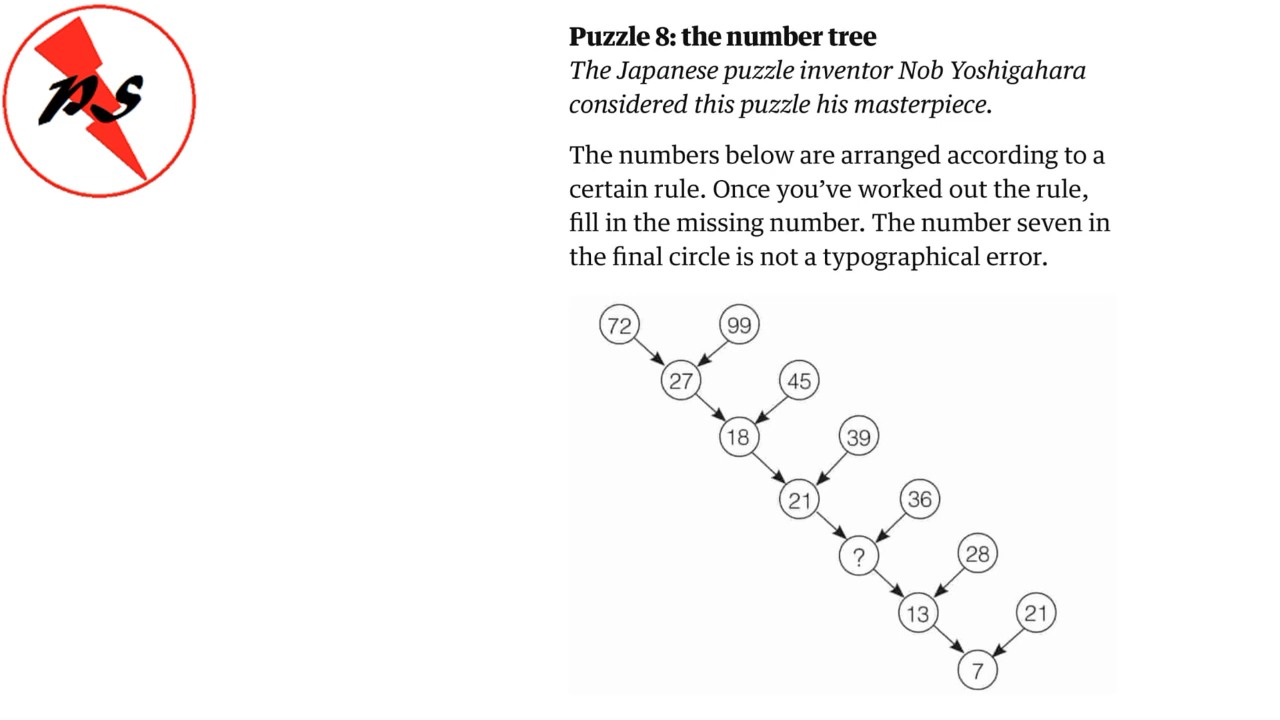 PS
Puzzle 8: the number tree
The Japanese puzzle inventor Nob Yoshigahara
considered this puzzle his masterpiece.
The numbers below are arranged according to a
certain rule. Once you’ve worked out the rule,
fill in the missing number. The number seven in
the final circle is not a typographical error.
72 99
27 45
18 39
21 36
? 28
13 21
7